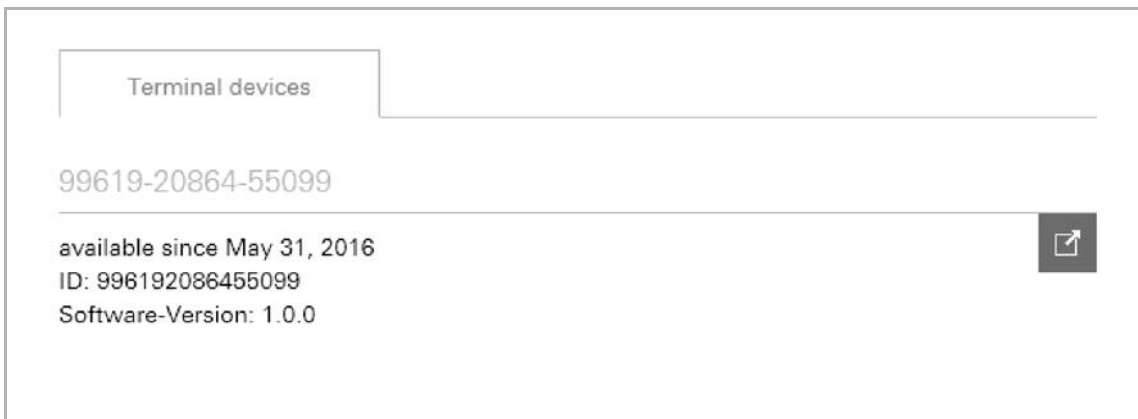 Terminal devices
99619-20864-55099
available since May 31, 2016
ID: 996192086455099
Software-Version: 1.0.0